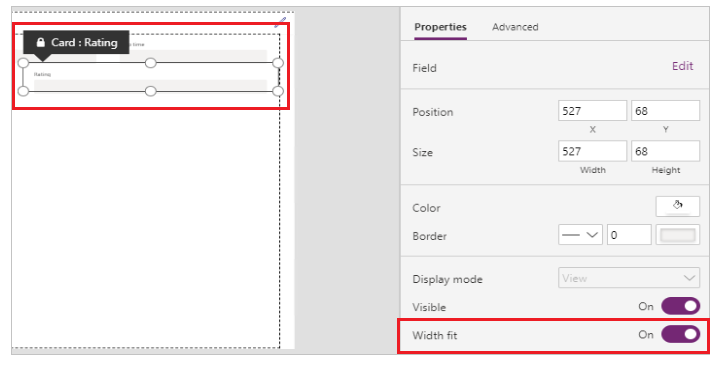 Card : Rating
time
Rating
Properties Advanced
Field Edit
Position 527 68
X Y
Size 527 68
Width Height
Color
Border 0
Display mode View
Visible On
Width fit On